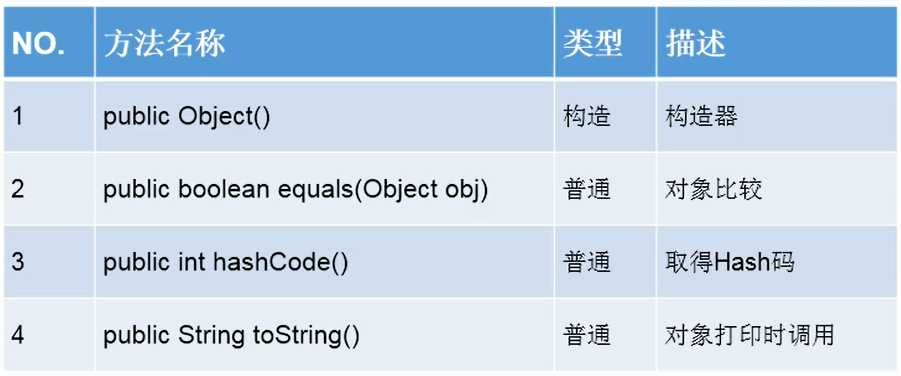 NO. 方法名称 类型 描述
1 public Object() 构造 构造器
2 public boolean equals(Object obj) 普通 对象比较
3 public int hashCode() 普通 取得Hash码
4 public String toString() 普通 对象打印时调用